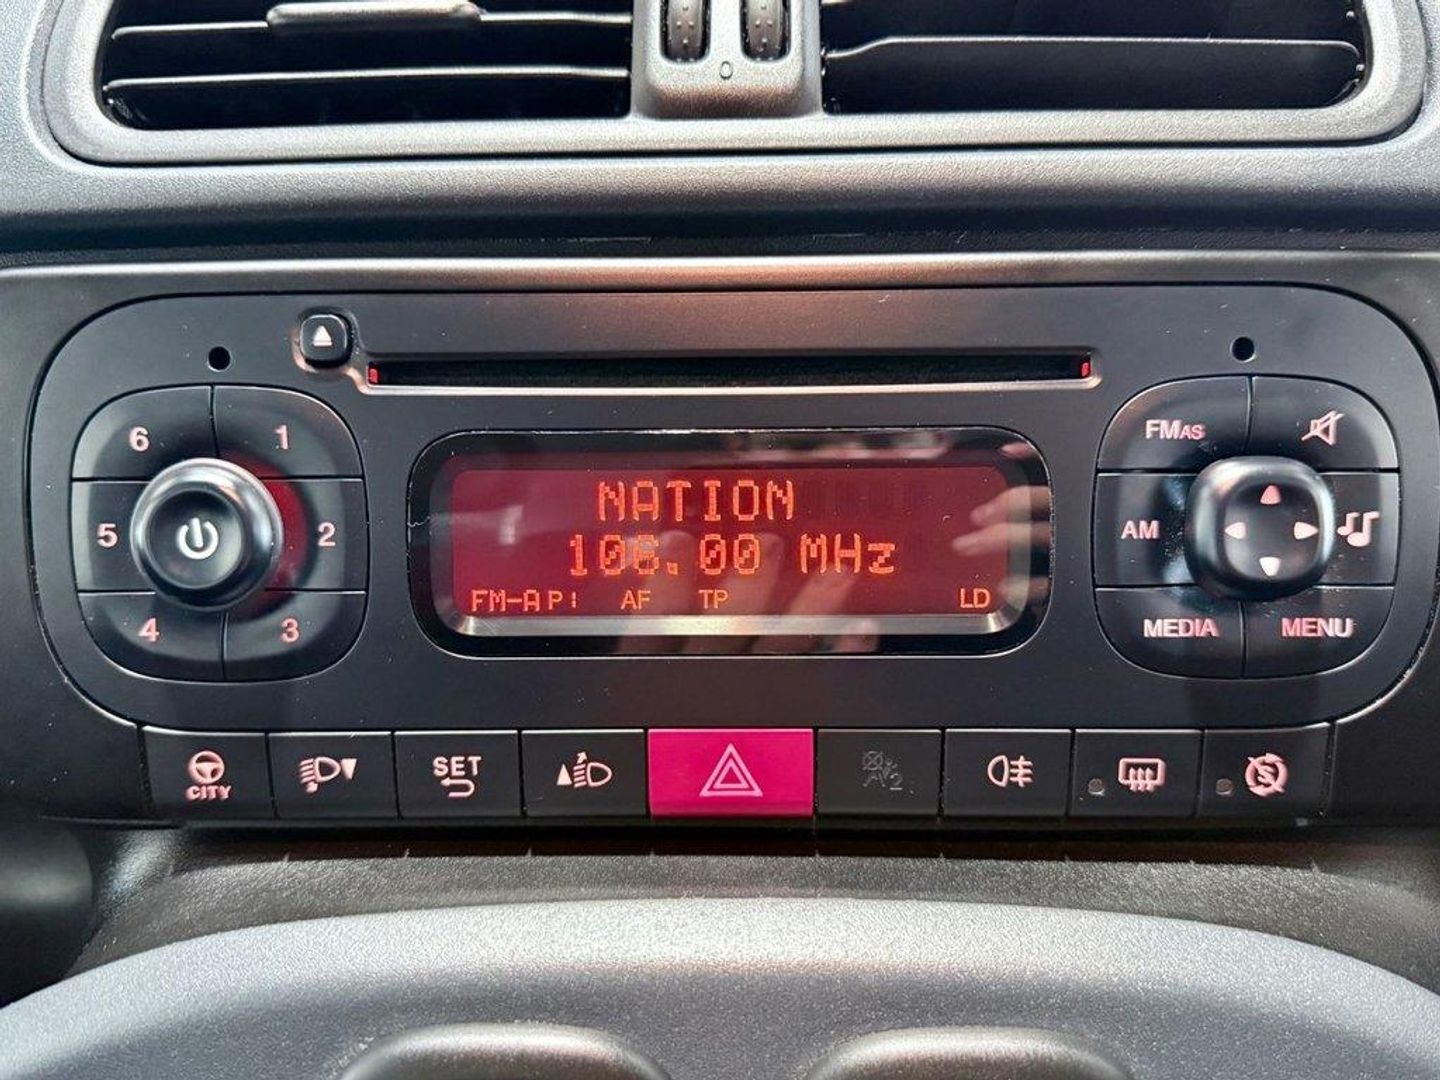 0
6 1
5 2
4 3
NATION
106.00 MHz
FM-A P! AF TP LD
FMAS
AM
MEDIA MENU
CITY
SET